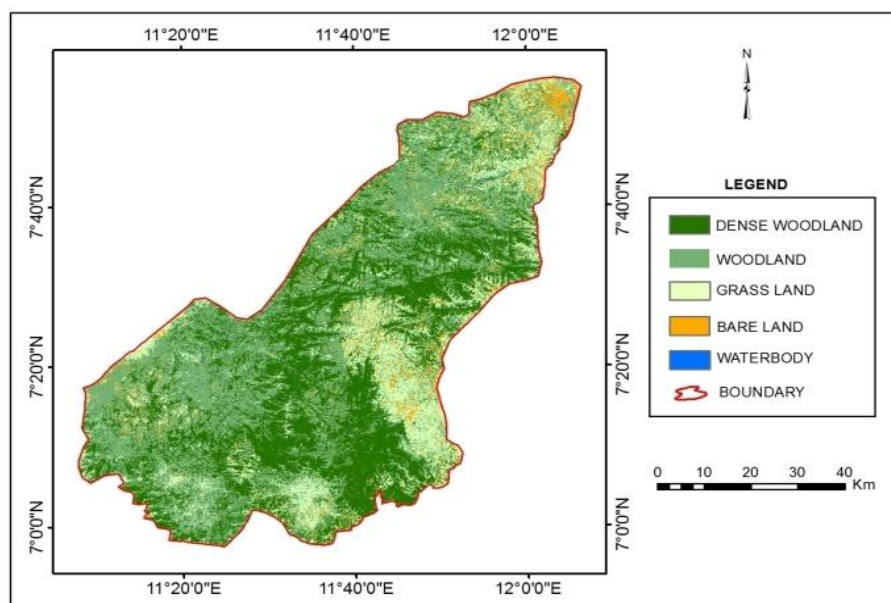 11°20'0"E 11°40'0"E 12°0'0"E
N
7°40'0"N
7°40'0"N
7°20'0"N
7°20'0"N
7°0'0"N
7°0'0"N
11°20'0"E 11°40'0"E 12°0'0"E
LEGEND
DENSE WOODLAND
WOODLAND
GRASS LAND
BARE LAND
WATERBODY
BOUNDARY
0 5 10 20 30 40
Km